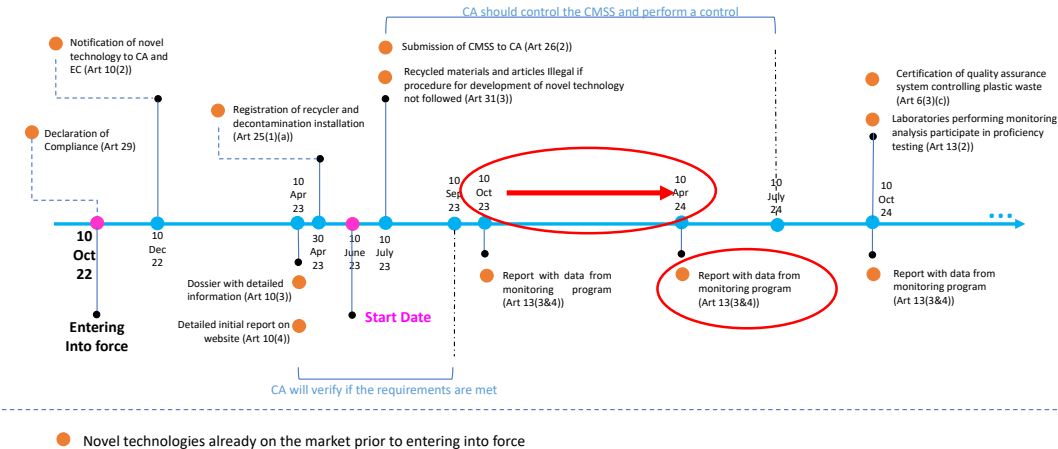 CA should control the CMSS and perform a control
Notification of novel
technology to CA and
EC (Art 10(2))
Submission of CMSS to CA (Art 26(2))
Recycled materials and articles Illegal if
procedure for development of novel technology
not followed (Art 31(3))
Certification of quality assurance
system controlling plastic waste
(Art 6(3)(c))
Laboratories performing monitoring
analysis participate in proficiency
testing (Art 13(2))
Registration of recycler and
decontamination installation
(Art 25(1)(a))
Declaration of
Compliance (Art 29)
10
Oct
22
10
Dec
22
10
Apr
23
30
Apr
23
10
June
23
10
July
23
10
Sep
23
10
Oct
23
10
Apr
24
10
July
24
10
Oct
24
...
Entering
Into force
Dossier with detailed
information (Art 10(3))
Detailed initial report on
website (Art 10(4))
Start Date
Report with data from
monitoring program
(Art 13(3&4))
Report with data from
monitoring program
(Art 13(3&4))
Report with data from
monitoring program
(Art 13(3&4))
CA will verify if the requirements are met
Novel technologies already on the market prior to entering into force